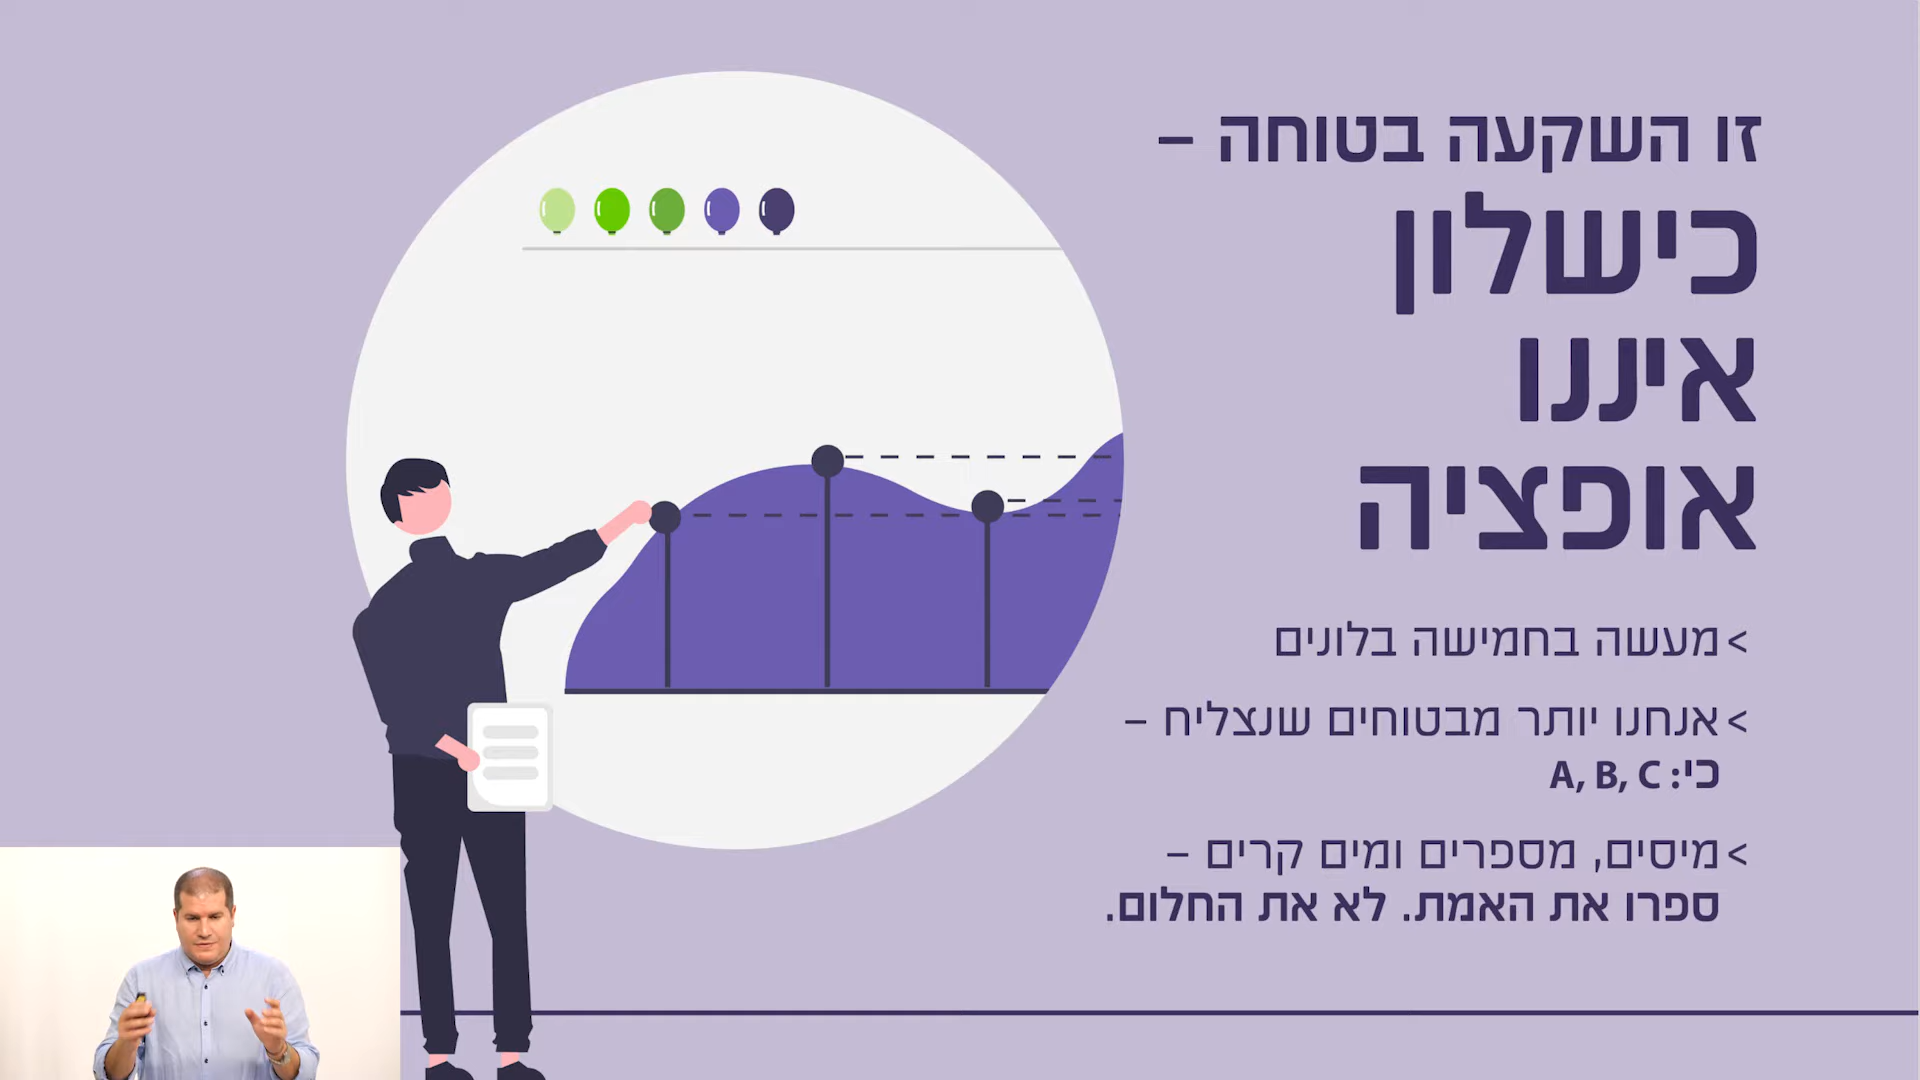 זו השקעה בטוחה –
כישלון
איננו
אופציה
> מעשה בחמישה בלונים
> אנחנו יותר מבטוחים שנצליח –
כי: A, B, C
> מיסים, מספרים ומים קרים –
ספרו את האמת. לא את החלום.